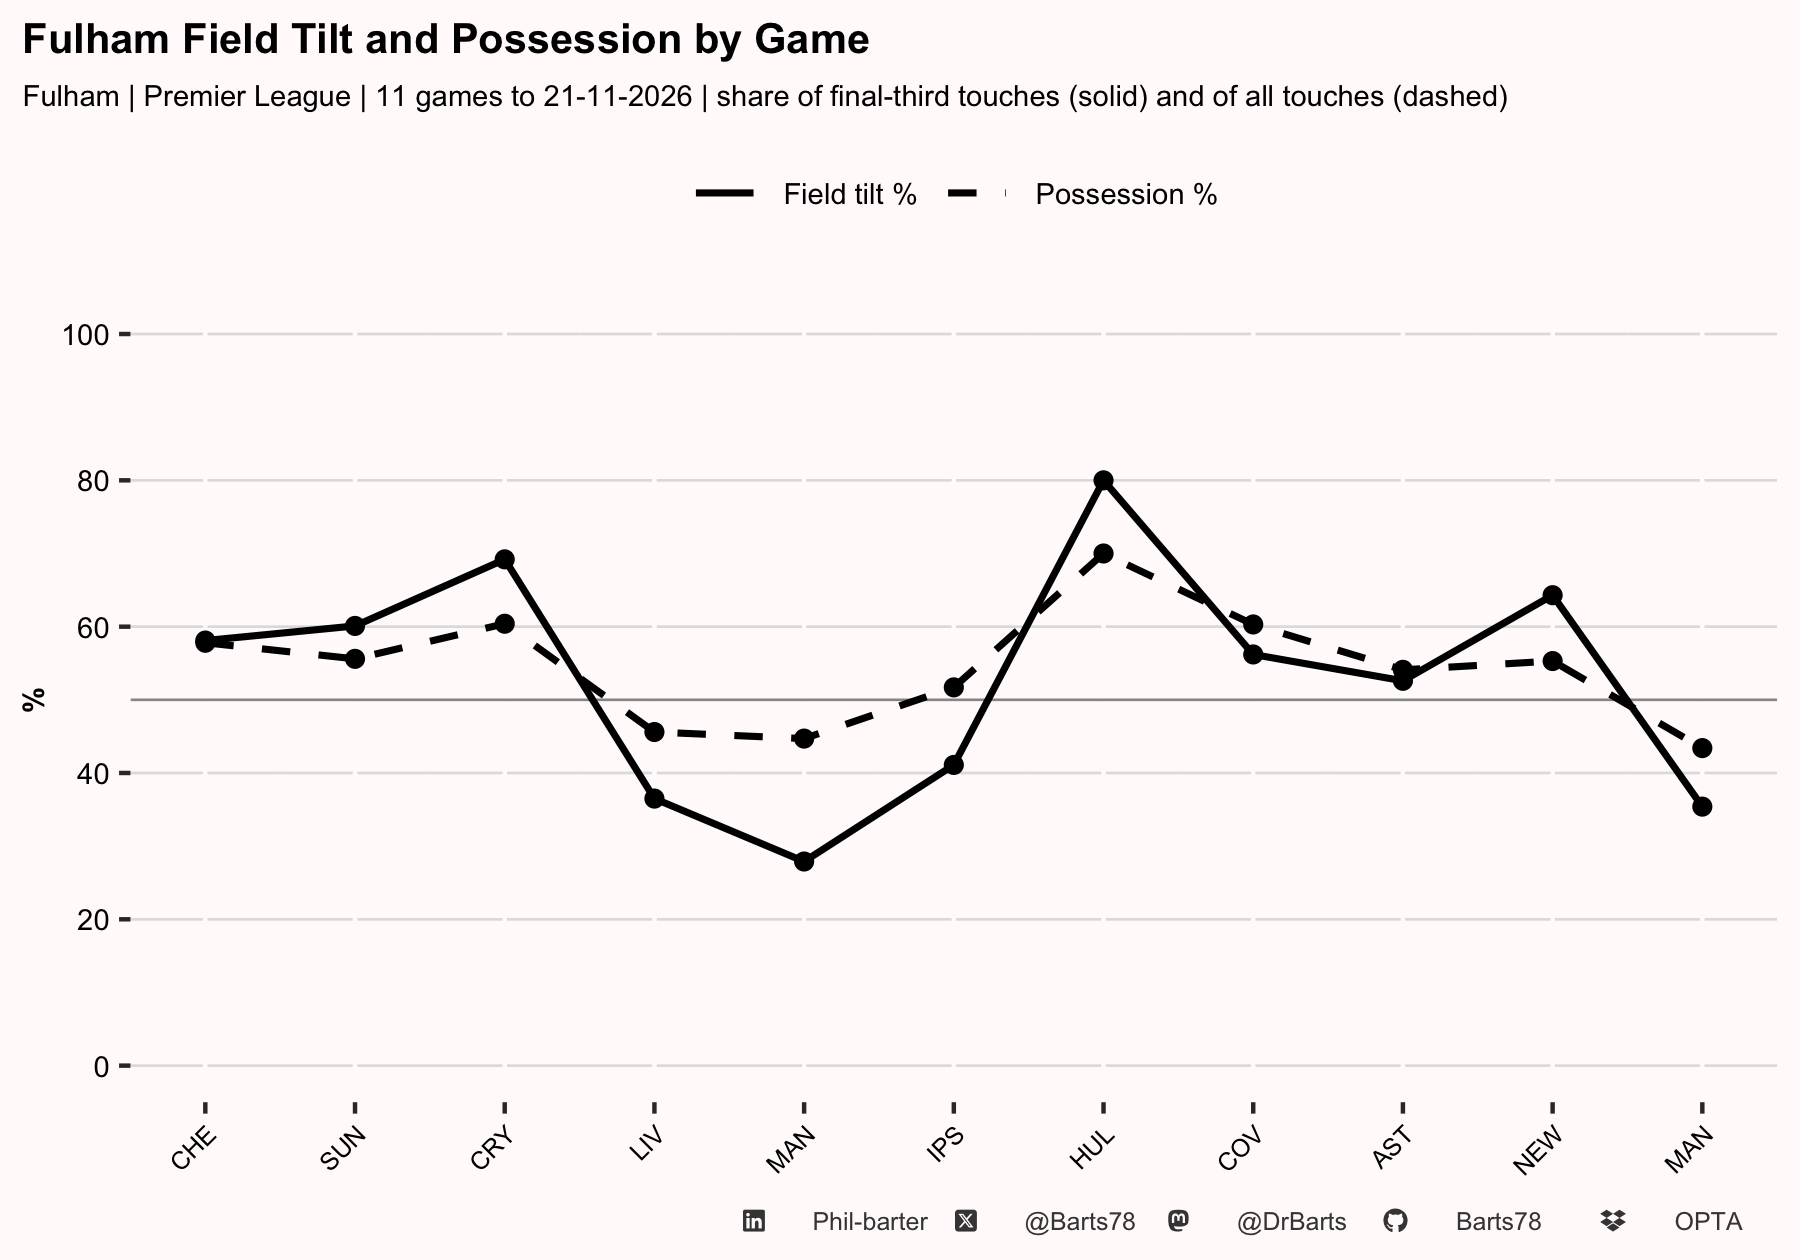 Fulham Field Tilt and Possession by Game
Fulham | Premier League | 11 games to 21-11-2026 | share of final-third touches (solid) and of all touches (dashed)
Field tilt % Possession %
100
80
60
%
40
20
0
CHE SUN CRY LIV MAN IPS HUL COV AST NEW MAN
Phil-barter @Barts78 @DrBarts Barts78 OPTA